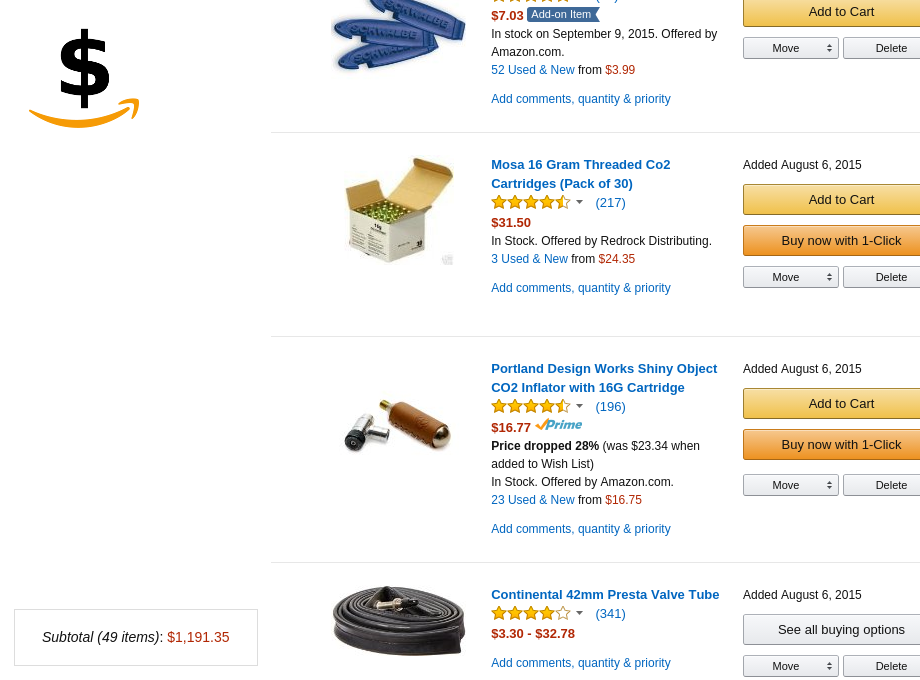 $
SCHWALBE
SCHWALBE
$7.03 Add-on Item
In stock on September 9, 2015. Offered by
Amazon.com.
52 Used & New from $3.99
Add comments, quantity & priority
Add to Cart
Move
Delete
Mosa 16 Gram Threaded Co2
Cartridges (Pack of 30)
(217)
$31.50
In Stock. Offered by Redrock Distributing.
3 Used & New from $24.35
Add comments, quantity & priority
Added August 6, 2015
Add to Cart
Buy now with 1-Click
Move
Delete
Portland Design Works Shiny Object
CO2 Inflator with 16G Cartridge
(196)
$16.77 Prime
Price dropped 28% (was $23.34 when
added to Wish List)
In Stock. Offered by Amazon.com.
23 Used & New from $16.75
Add comments, quantity & priority
Added August 6, 2015
Add to Cart
Buy now with 1-Click
Move
Delete
Continental 42mm Presta Valve Tube
(341)
$3.30 - $32.78
Add comments, quantity & priority
Added August 6, 2015
See all buying options
Move
Delete
Subtotal (49 items): $1,191.35